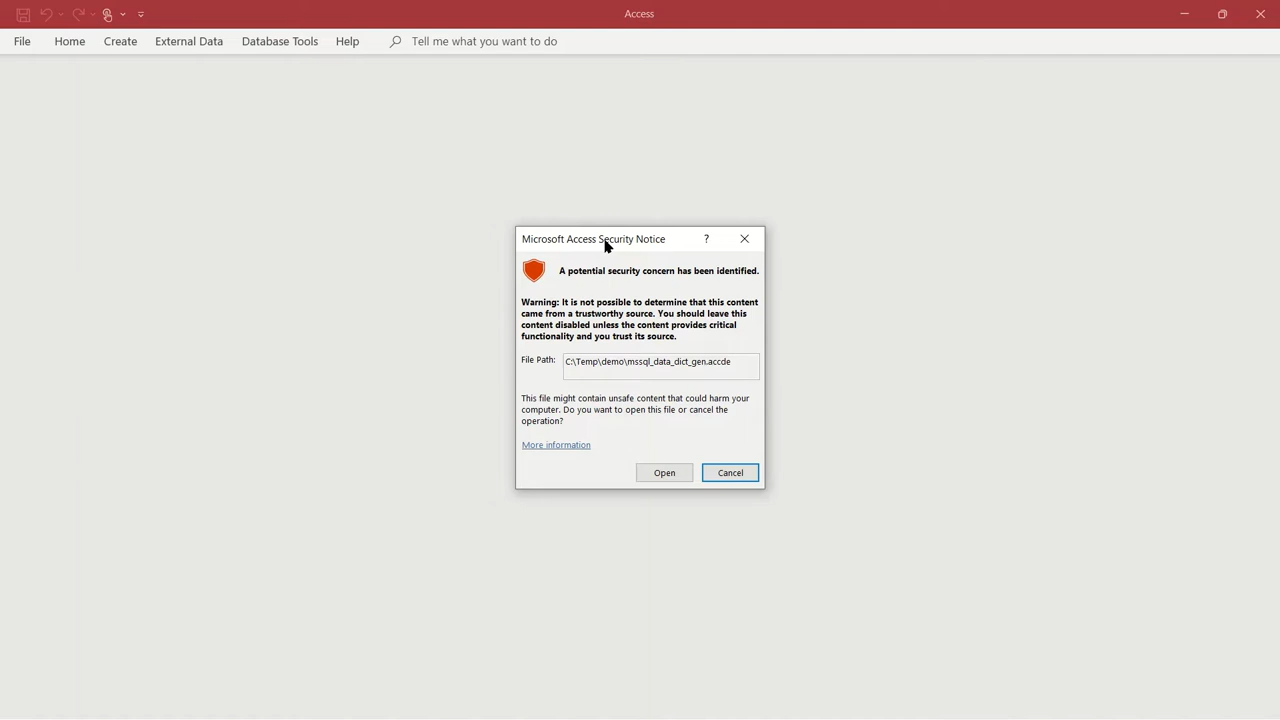 Access
File Home Create External Data Database Tools Help Tell me what you want to do
Microsoft Access Security Notice ?
A potential security concern has been identified.
Warning: It is not possible to determine that this content
came from a trustworthy source. You should leave this
content disabled unless the content provides critical
functionality and you trust its source.
File Path: C:\Temp\demo\mssql_data_dict_gen.accde
This file might contain unsafe content that could harm your
computer. Do you want to open this file or cancel the
operation?
More information
Open Cancel